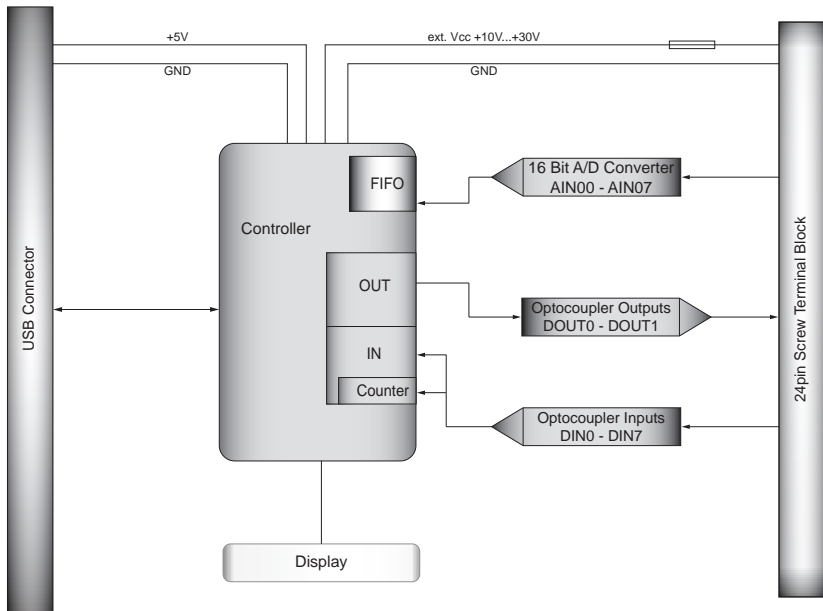 +5V
ext. Vcc +10V...+30V
GND
GND
USB Connector
Controller
FIFO
16 Bit A/D Converter
AIN00 - AIN07
OUT
Optocoupler Outputs
DOUT0 - DOUT1
IN
Counter
Optocoupler Inputs
DIN0 - DIN7
24pin Screw Terminal Block
Display